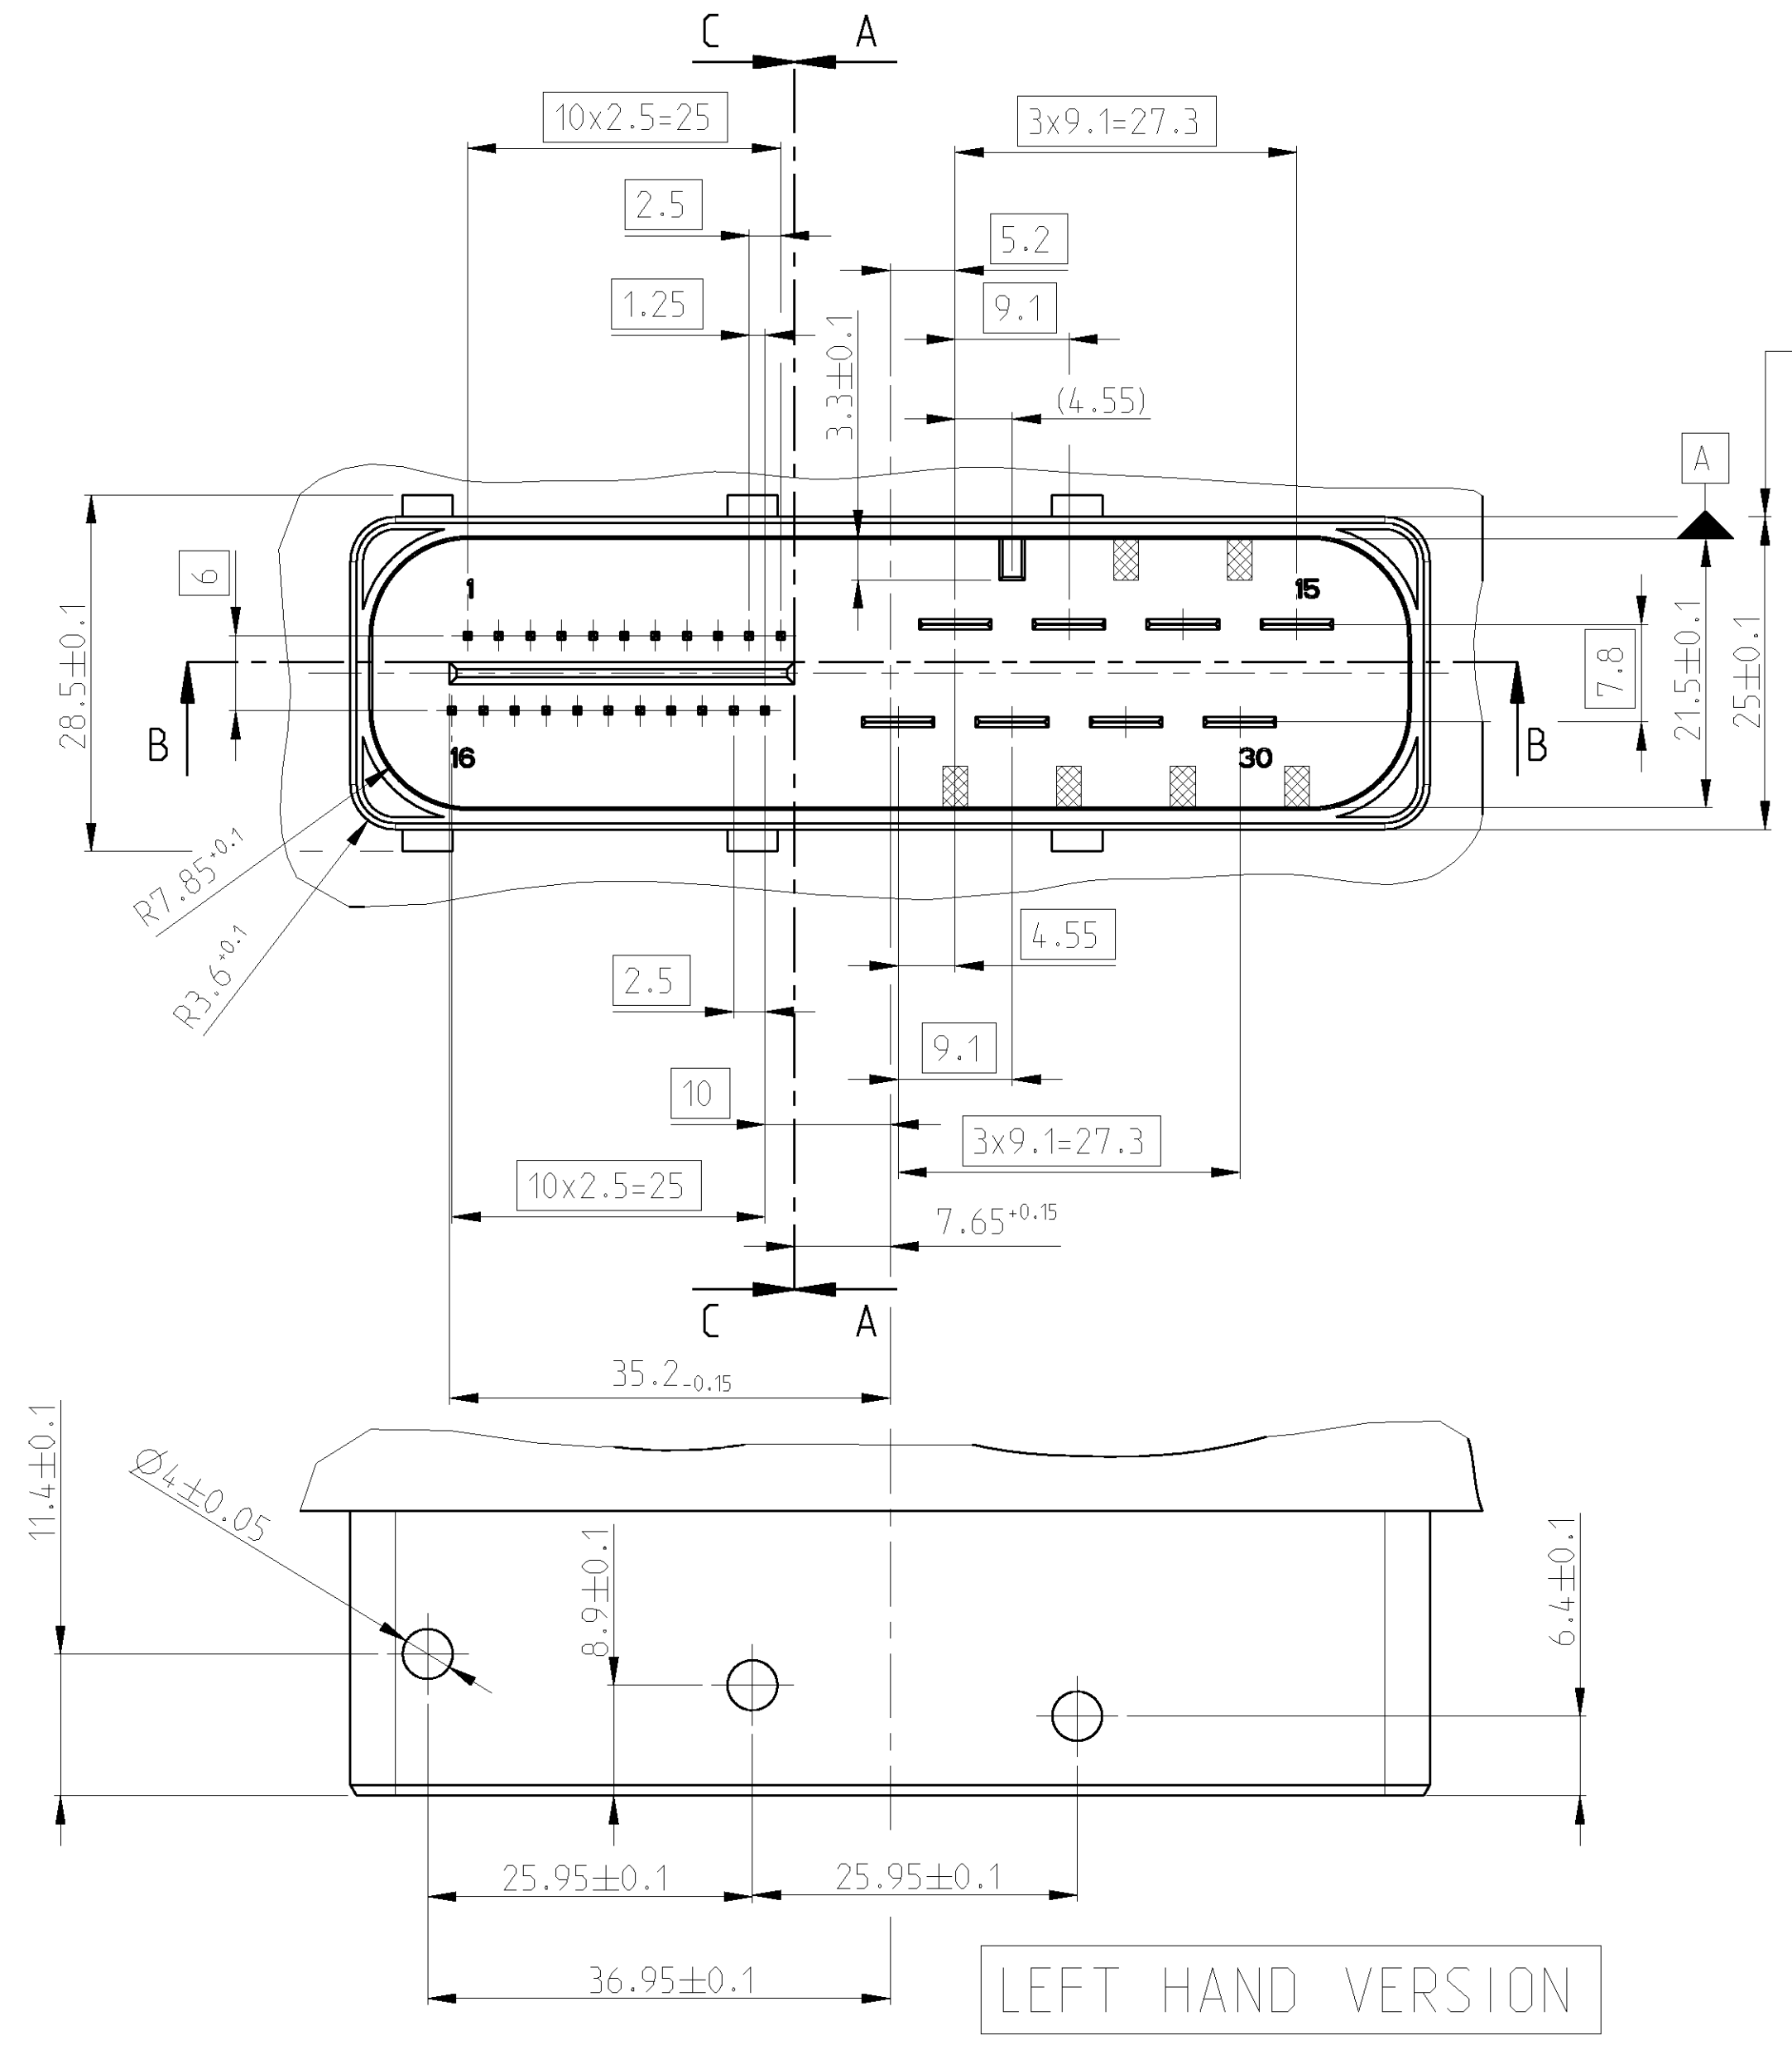 C A
10x2.5=25
3x9.1=27.3
2.5
5.2
1.25
9.1
3.3±0.1
(4.55)
A
6
1
15
28.5±0.1
7.8
21.5±0.1
25±0.1
B
B
16
30
R7.85+0.1
R3.6+0.1
4.55
2.5
9.1
10
3x9.1=27.3
10x2.5=25
7.65+0.15
C A
35.2-0.15
11.4±0.1
Ø4±0.05
8.9±0.1
6.4±0.1
25.95±0.1
25.95±0.1
36.95±0.1
LEFT HAND VERSION